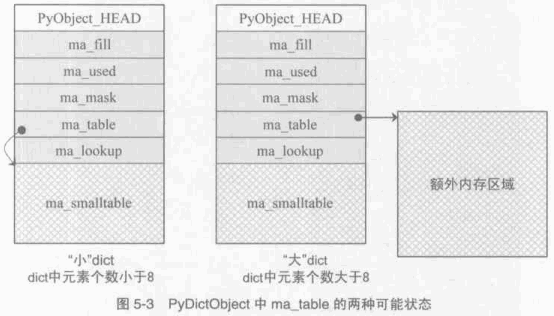 PyObject_HEAD
ma_fill
ma_used
ma_mask
ma_table
ma_lookup
ma_smalltable
“小”dict
dict中元素个数小于8
PyObject_HEAD
ma_fill
ma_used
ma_mask
ma_table
ma_lookup
ma_smalltable
“大”dict
dict中元素个数大于8
额外内存区域
图 5-3 PyDictObject 中 ma_table 的两种可能状态